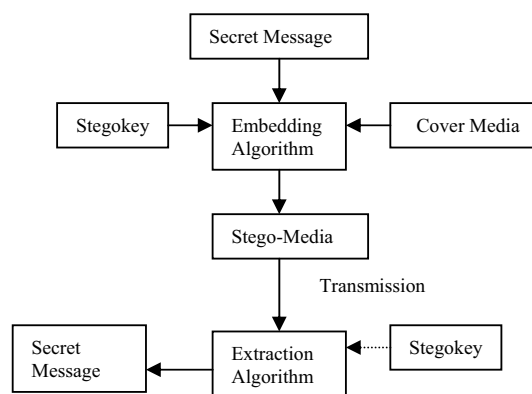 Secret Message
Stegokey
Embedding
Algorithm
Cover Media
Stego-Media
Transmission
Secret
Message
Extraction
Algorithm
Stegokey